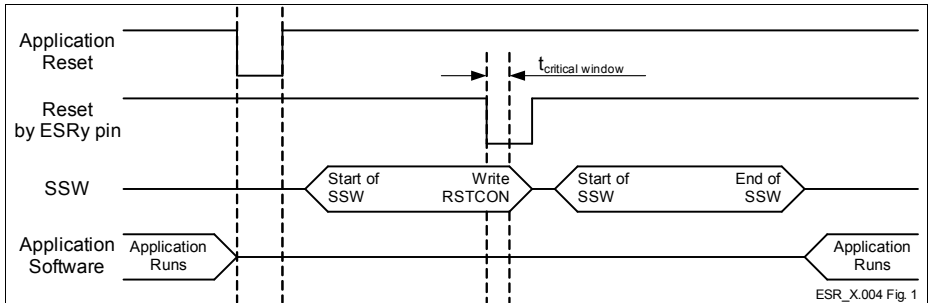 Application
Reset
t critical window
Reset
by ESRy pin
SSW
Start of
SSW
Write
RSTCON
Start of
SSW
End of
SSW
Application
Software
Application
Runs
Application
Runs
ESR_X.004 Fig. 1